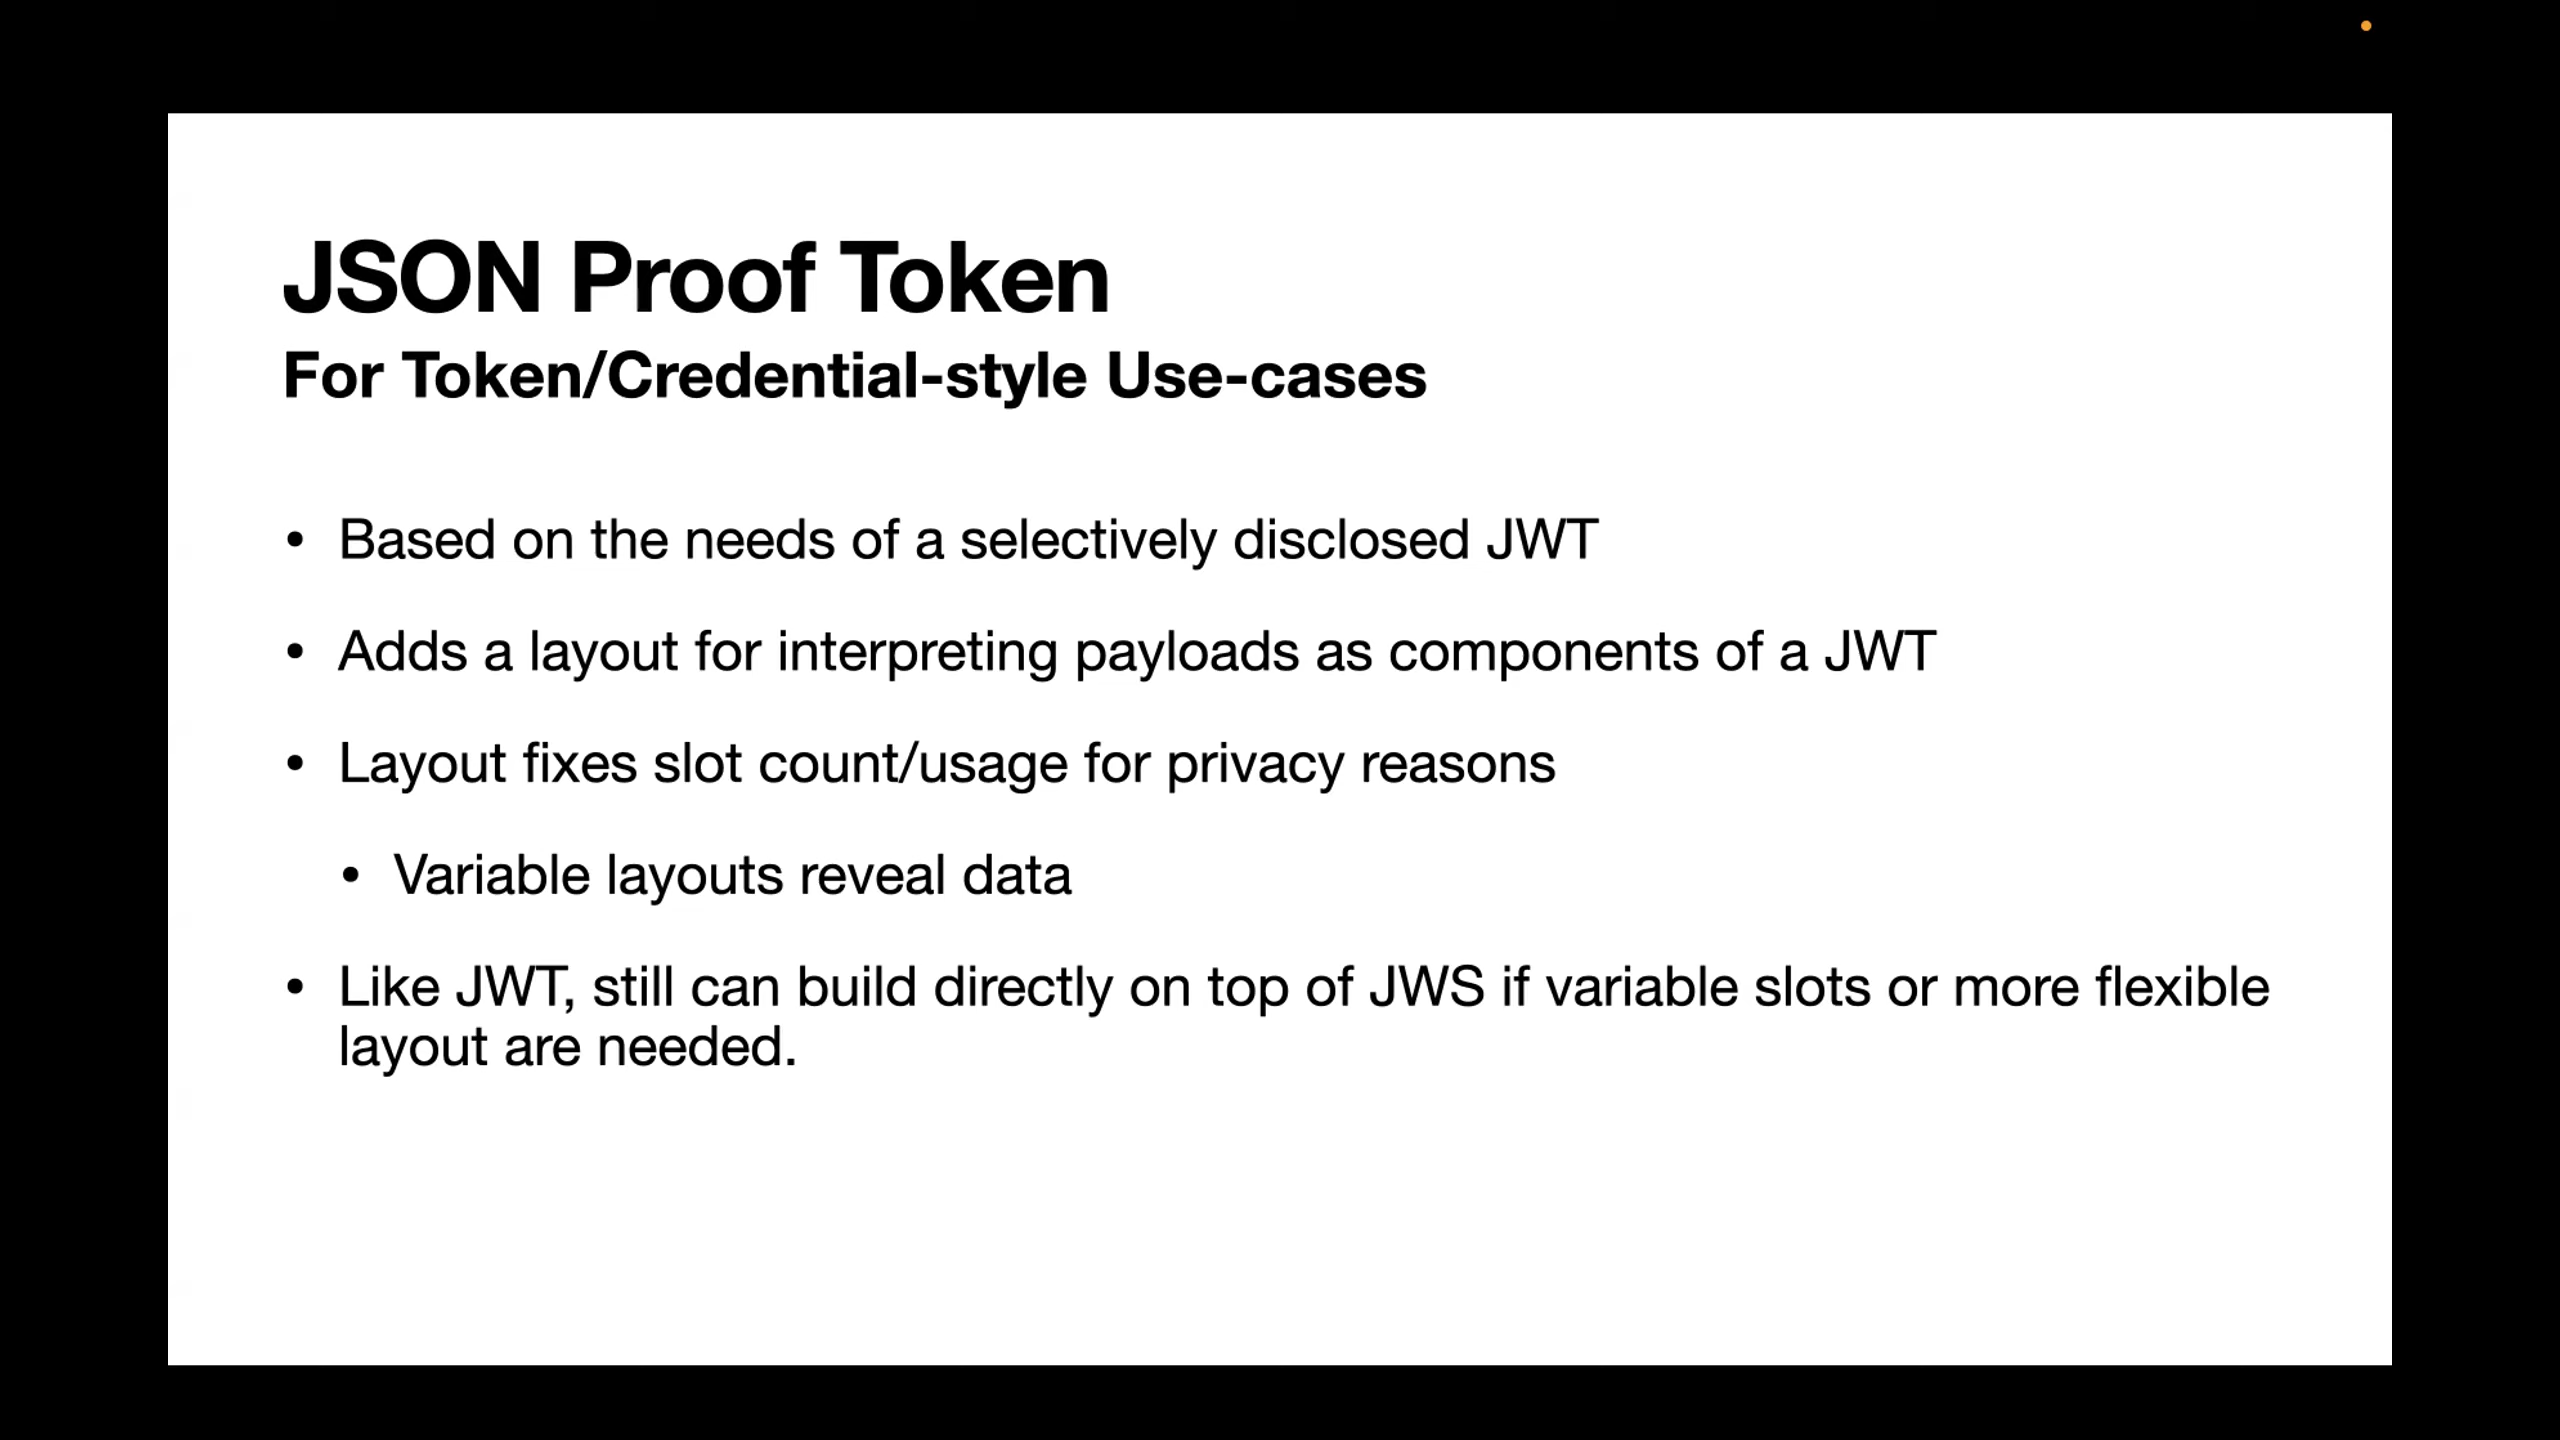 JSON Proof Token
For Token/Credential-style Use-cases
• Based on the needs of a selectively disclosed JWT
• Adds a layout for interpreting payloads as components of a JWT
• Layout fixes slot count/usage for privacy reasons
• Variable layouts reveal data
• Like JWT, still can build directly on top of JWS if variable slots or more flexible
layout are needed.